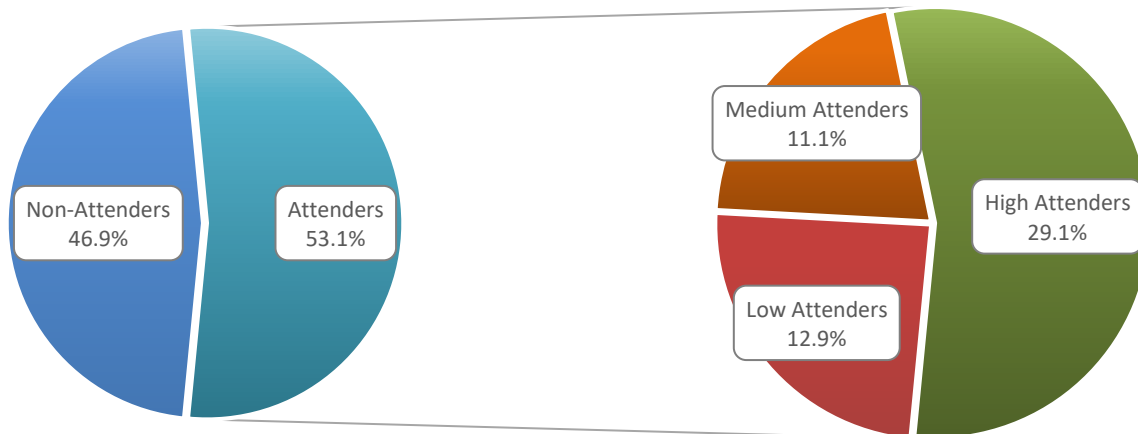 Non-Attenders
46.9%
Attenders
53.1%
Medium Attenders
11.1%
High Attenders
29.1%
Low Attenders
12.9%